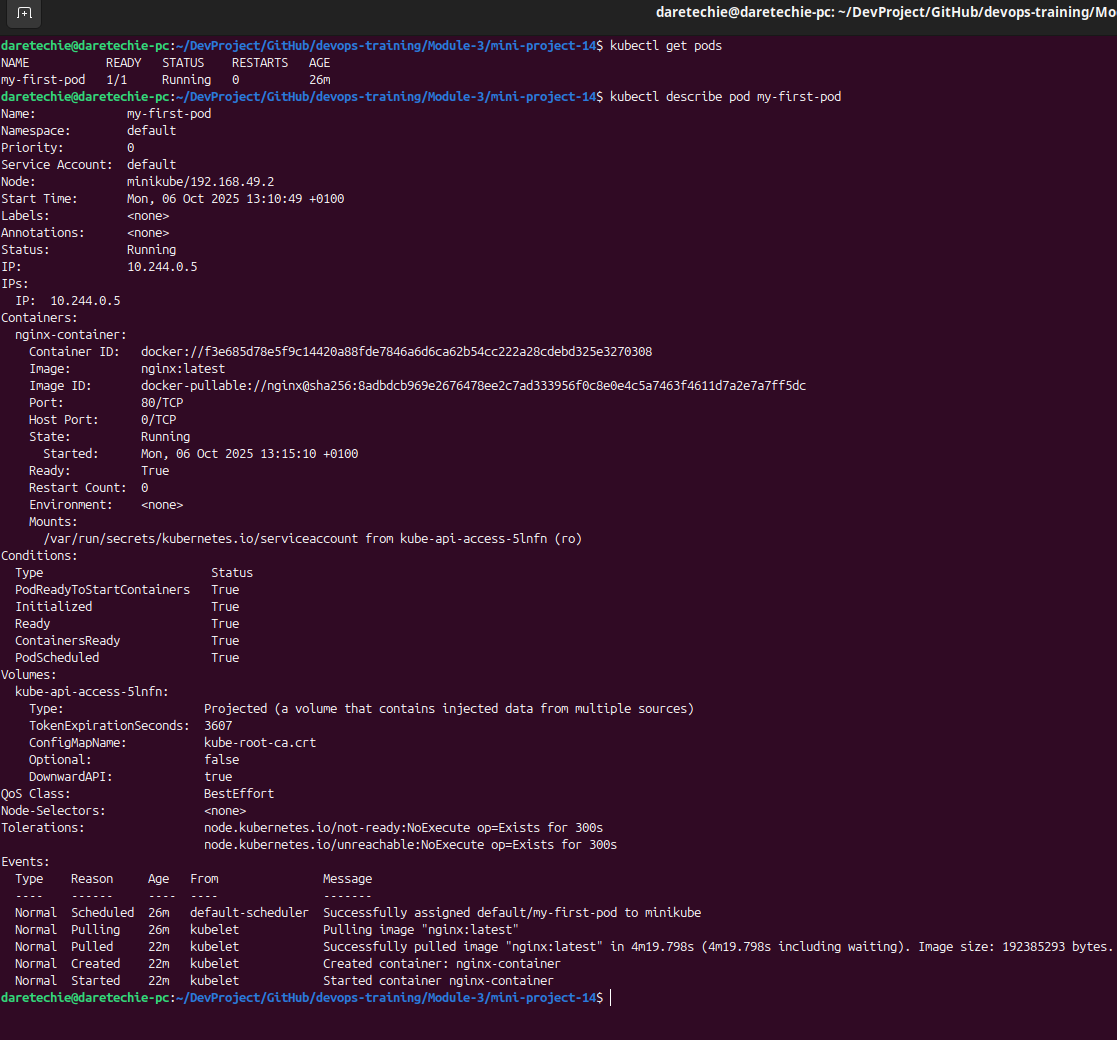 daretechie@daretechie-pc: ~/DevProject/GitHub/devops-training/Mo
daretechie@daretechie-pc:~/DevProject/GitHub/devops-training/Module-3/mini-project-14$ kubectl get pods
NAME           READY   STATUS    RESTARTS   AGE
my-first-pod   1/1     Running   0          26m
daretechie@daretechie-pc:~/DevProject/GitHub/devops-training/Module-3/mini-project-14$ kubectl describe pod my-first-pod
Name:             my-first-pod
Namespace:        default
Priority:         0
Service Account:  default
Node:             minikube/192.168.49.2
Start Time:       Mon, 06 Oct 2025 13:10:49 +0100
Labels:           <none>
Annotations:      <none>
Status:           Running
IP:               10.244.0.5
IPs:
  IP:  10.244.0.5
Containers:
  nginx-container:
    Container ID:   docker://f3e685d78e5f9c14420a88fde7846a6d6ca62b54cc222a28cdebd325e3270308
    Image:          nginx:latest
    Image ID:       docker-pullable://nginx@sha256:8adbdcb969e2676478ee2c7ad333956f0c8e0e4c5a7463f4611d7a2e7a7ff5dc
    Port:           80/TCP
    Host Port:      0/TCP
    State:          Running
      Started:      Mon, 06 Oct 2025 13:15:10 +0100
    Ready:          True
    Restart Count:  0
    Environment:    <none>
    Mounts:
      /var/run/secrets/kubernetes.io/serviceaccount from kube-api-access-5lnfn (ro)
Conditions:
  Type                        Status
  PodReadyToStartContainers   True
  Initialized                 True
  Ready                       True
  ContainersReady             True
  PodScheduled                True
Volumes:
  kube-api-access-5lnfn:
    Type:                    Projected (a volume that contains injected data from multiple sources)
    TokenExpirationSeconds:  3607
    ConfigMapName:           kube-root-ca.crt
    Optional:                false
    DownwardAPI:             true
QoS Class:                   BestEffort
Node-Selectors:              <none>
Tolerations:                 node.kubernetes.io/not-ready:NoExecute op=Exists for 300s
                             node.kubernetes.io/unreachable:NoExecute op=Exists for 300s
Events:
  Type    Reason     Age   From               Message
  ----    ------     ----  ----               -------
  Normal  Scheduled  26m   default-scheduler  Successfully assigned default/my-first-pod to minikube
  Normal  Pulling    26m   kubelet            Pulling image "nginx:latest"
  Normal  Pulled     22m   kubelet            Successfully pulled image "nginx:latest" in 4m19.798s (4m19.798s including waiting). Image size: 192385293 bytes.
  Normal  Created    22m   kubelet            Created container: nginx-container
  Normal  Started    22m   kubelet            Started container nginx-container
daretechie@daretechie-pc:~/DevProject/GitHub/devops-training/Module-3/mini-project-14$